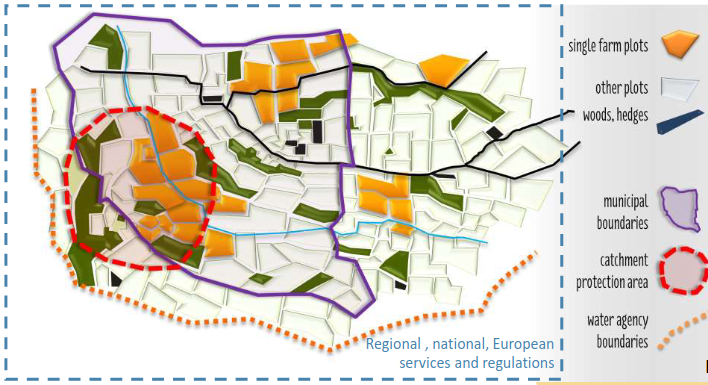 single farm plots
other plots
woods, hedges
municipal
boundaries
catchment
protection area
water agency
boundaries
Regional , national, European
services and regulations